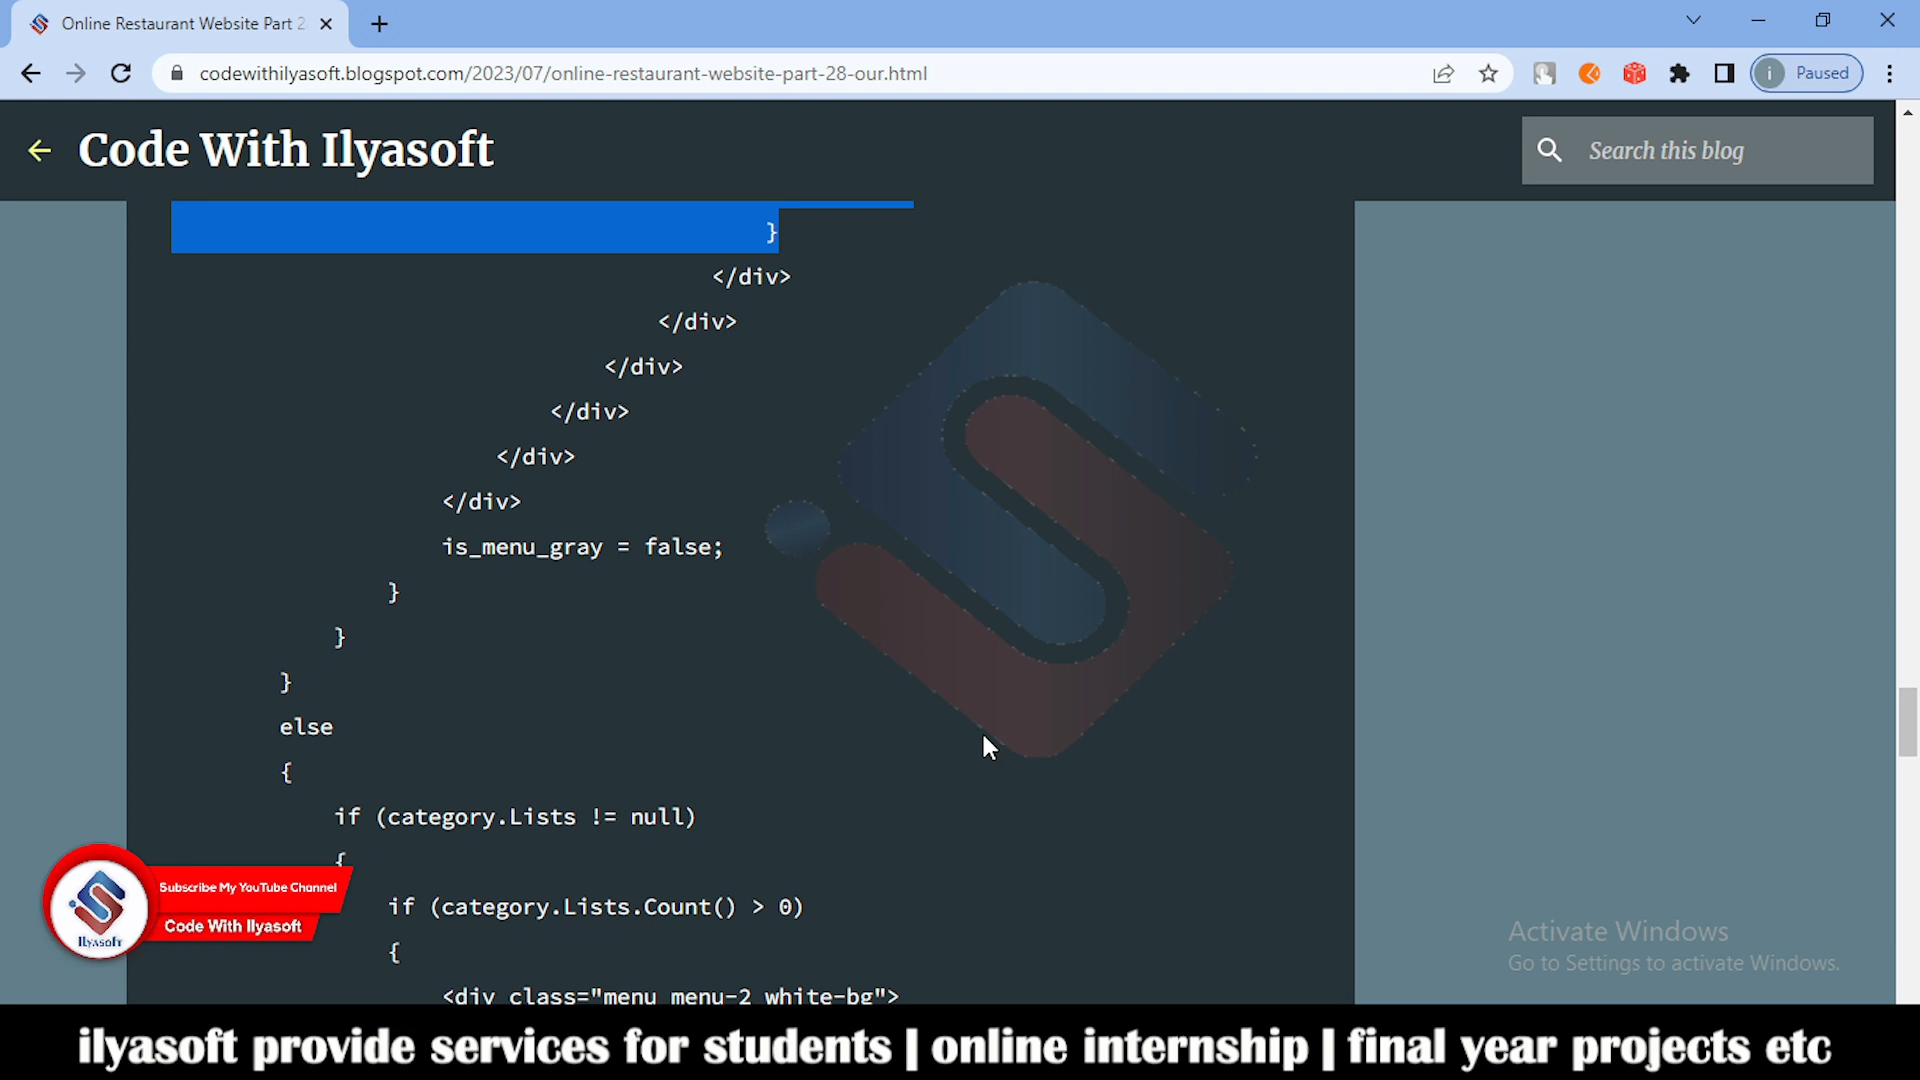 Online Restaurant Website Part 2
codewithilyasoft.blogspot.com/2023/07/online-restaurant-website-part-28-our.html
i Paused
Code With Ilyasoft
Search this blog
}
</div>
</div>
</div>
</div>
</div>
</div>
is_menu_gray = false;
}
}
}
else
{
if (category.Lists != null)
{
if (category.Lists.Count() > 0)
{
<div class="menu menu-2 white-bg">
Subscribe My YouTube Channel
Code With Ilyasoft
Ilyasoft
Activate Windows
Go to Settings to activate Windows.
ilyasoft provide services for students | online internship | final year projects etc